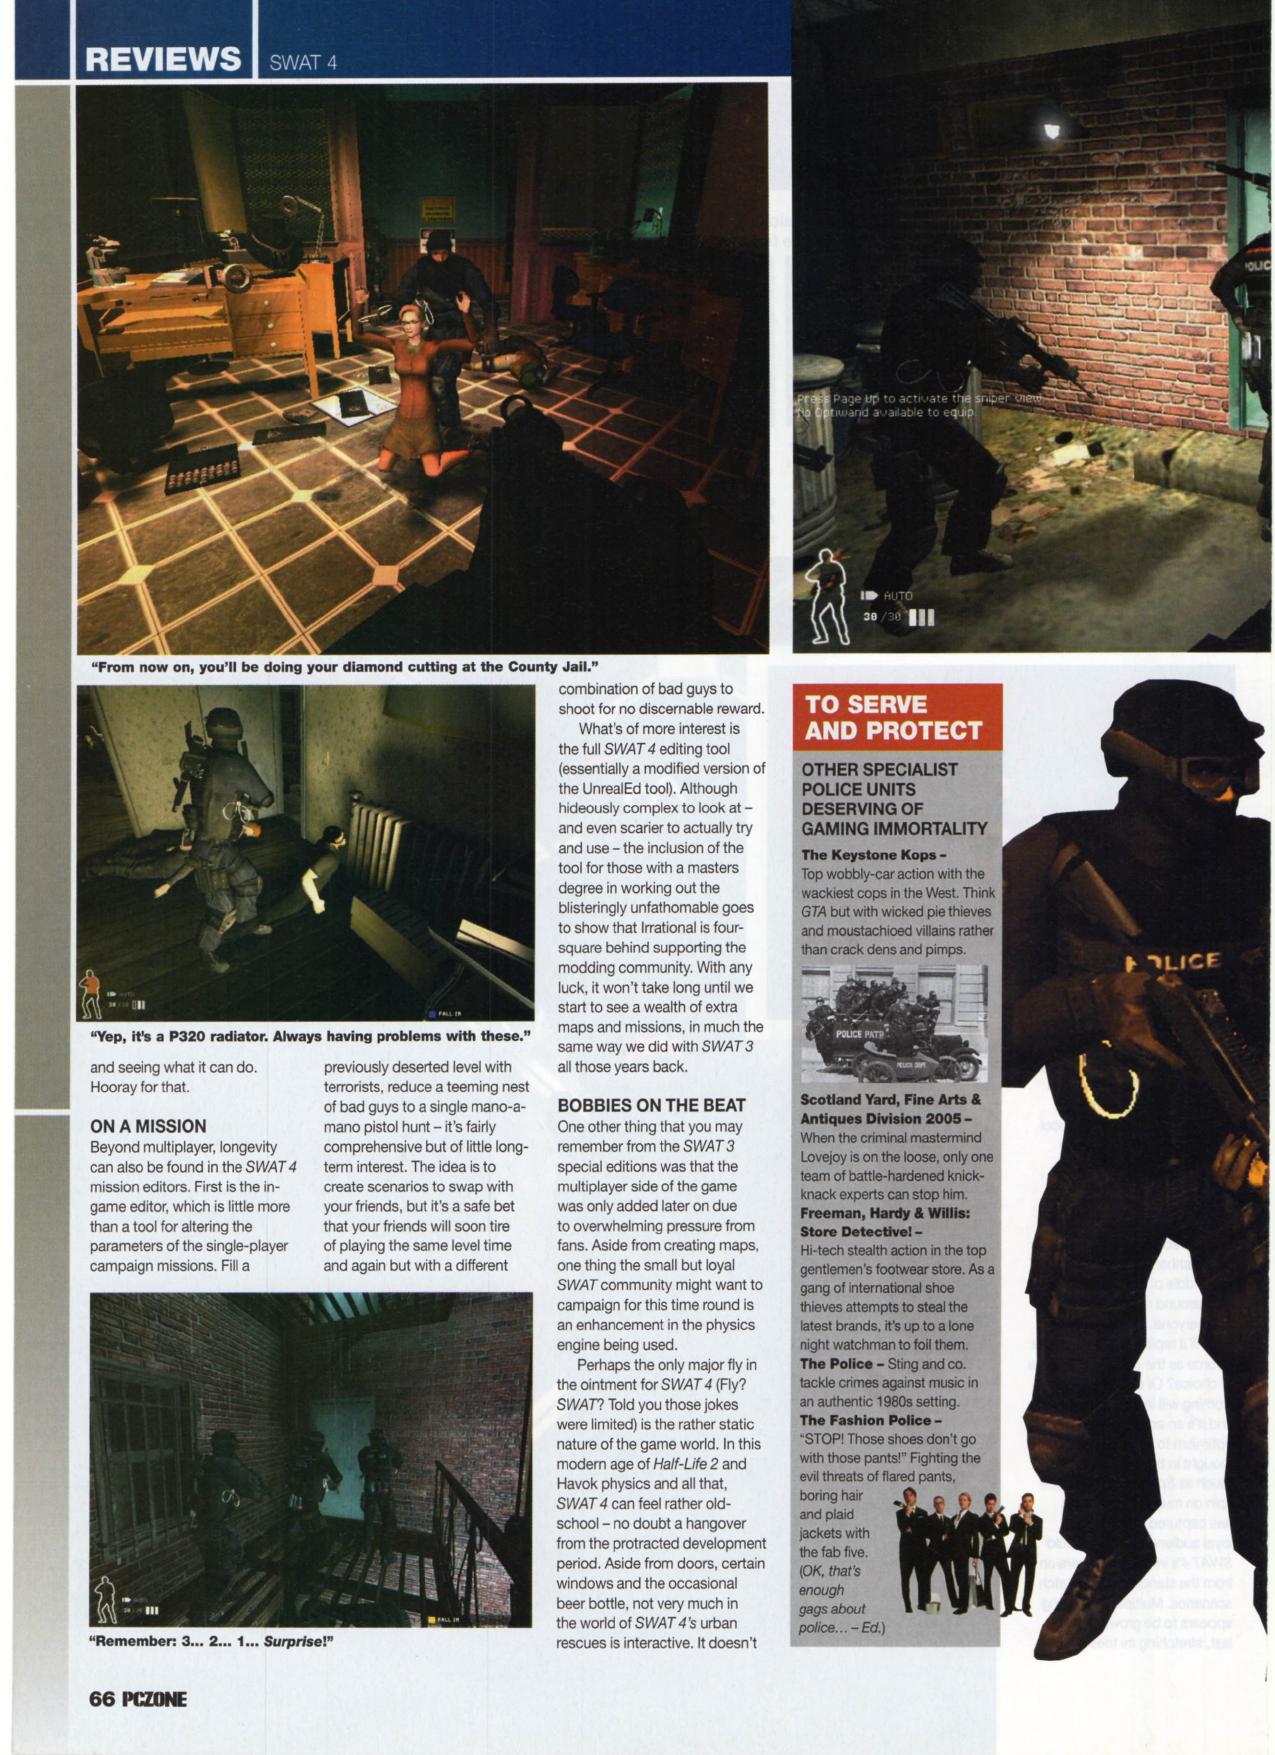 REVIEWS
SWAT 4
POLIC
Press Page Up to activate the sniper view
No Optiwand available to equip.
AUTO
30 /30
"From now on, you'll be doing your diamond cutting at the County Jail."
AUTO
FALL IN
"Yep, it's a P320 radiator. Always having problems with these."
and seeing what it can do.
Hooray for that.
ON A MISSION
Beyond multiplayer, longevity
can also be found in the SWAT 4
mission editors. First is the in-
game editor, which is little more
than a tool for altering the
parameters of the single-player
campaign missions. Fill a
previously deserted level with
terrorists, reduce a teeming nest
of bad guys to a single mano-a-
mano pistol hunt – it's fairly
comprehensive but of little long-
term interest. The idea is to
create scenarios to swap with
your friends, but it's a safe bet
that your friends will soon tire
of playing the same level time
and again but with a different
FALL IN
"Remember: 3... 2... 1... Surprise!"
combination of bad guys to
shoot for no discernable reward.
What's of more interest is
the full SWAT 4 editing tool
(essentially a modified version of
the UnrealEd tool). Although
hideously complex to look at –
and even scarier to actually try
and use – the inclusion of the
tool for those with a masters
degree in working out the
blisteringly unfathomable goes
to show that Irrational is four-
square behind supporting the
modding community. With any
luck, it won't take long until we
start to see a wealth of extra
maps and missions, in much the
same way we did with SWAT 3
all those years back.
BOBBIES ON THE BEAT
One other thing that you may
remember from the SWAT 3
special editions was that the
multiplayer side of the game
was only added later on due
to overwhelming pressure from
fans. Aside from creating maps,
one thing the small but loyal
SWAT community might want to
campaign for this time round is
an enhancement in the physics
engine being used.
Perhaps the only major fly in
the ointment for SWAT 4 (Fly?
SWAT? Told you those jokes
were limited) is the rather static
nature of the game world. In this
modern age of Half-Life 2 and
Havok physics and all that,
SWAT 4 can feel rather old-
school – no doubt a hangover
from the protracted development
period. Aside from doors, certain
windows and the occasional
beer bottle, not very much in
the world of SWAT 4's urban
rescues is interactive. It doesn't
TO SERVE
AND PROTECT
OTHER SPECIALIST
POLICE UNITS
DESERVING OF
GAMING IMMORTALITY
The Keystone Kops –
Top wobbly-car action with the
wackiest cops in the West. Think
GTA but with wicked pie thieves
and moustachioed villains rather
than crack dens and pimps.
POLICE PATR
POLICE DEPT.
Scotland Yard, Fine Arts &
Antiques Division 2005 –
When the criminal mastermind
Lovejoy is on the loose, only one
team of battle-hardened knick-
knack experts can stop him.
Freeman, Hardy & Willis:
Store Detective! –
Hi-tech stealth action in the top
gentlemen's footwear store. As a
gang of international shoe
thieves attempts to steal the
latest brands, it's up to a lone
night watchman to foil them.
The Police – Sting and co.
tackle crimes against music in
an authentic 1980s setting.
The Fashion Police –
"STOP! Those shoes don't go
with those pants!" Fighting the
evil threats of flared pants,
boring hair
and plaid
jackets with
the fab five.
(OK, that's
enough
gags about
police... – Ed.)
POLICE
66 PCZONE